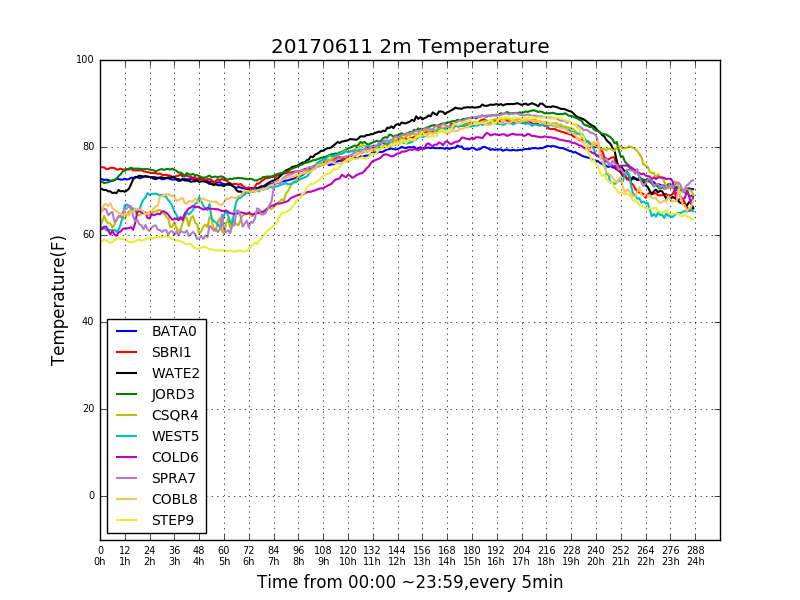 20170611 2m Temperature
Temperature(F)
100
80
60
40
20
0
BATA0
SBRI1
WATE2
JORD3
CSQR4
WEST5
COLD6
SPRA7
COBL8
STEP9
0 12 24 36 48 60 72 84 96 108 120 132 144 156 168 180 192 204 216 228 240 252 264 276 288
0h 1h 2h 3h 4h 5h 6h 7h 8h 9h 10h 11h 12h 13h 14h 15h 16h 17h 18h 19h 20h 21h 22h 23h 24h
Time from 00:00 ~23:59,every 5min